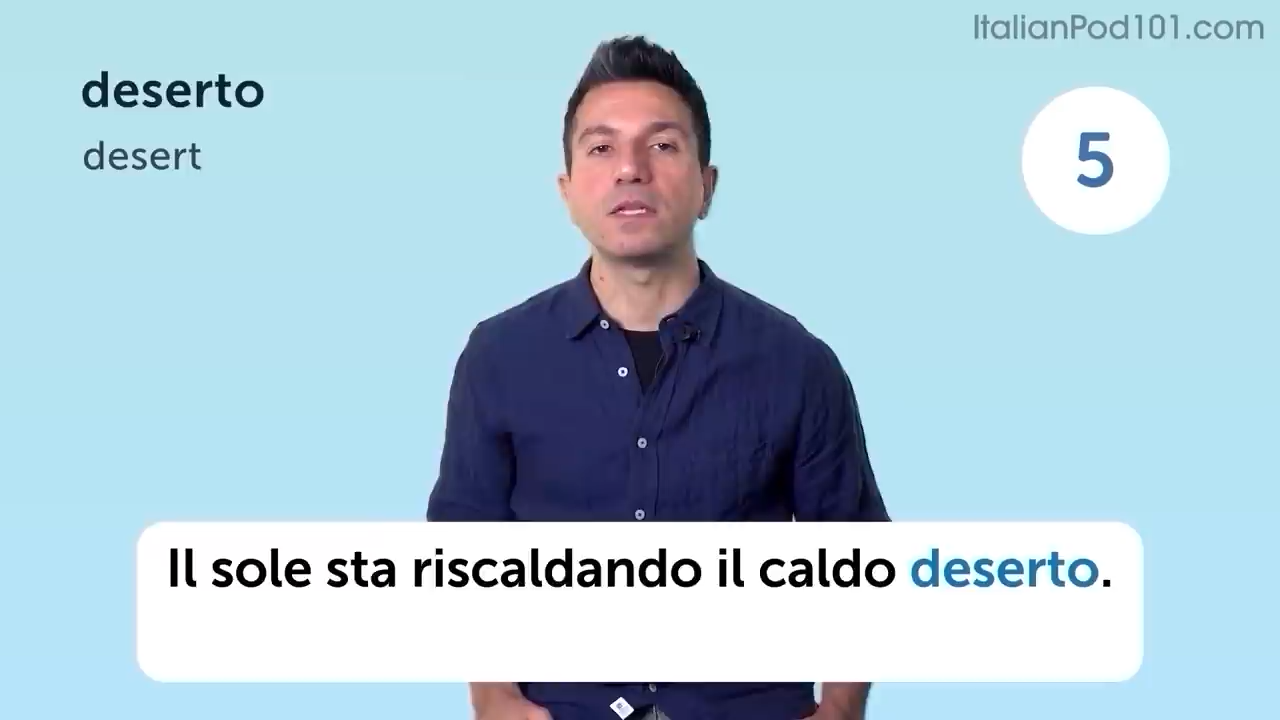 ItalianPod101.com
deserto
desert
5
Il sole sta riscaldando il caldo deserto.